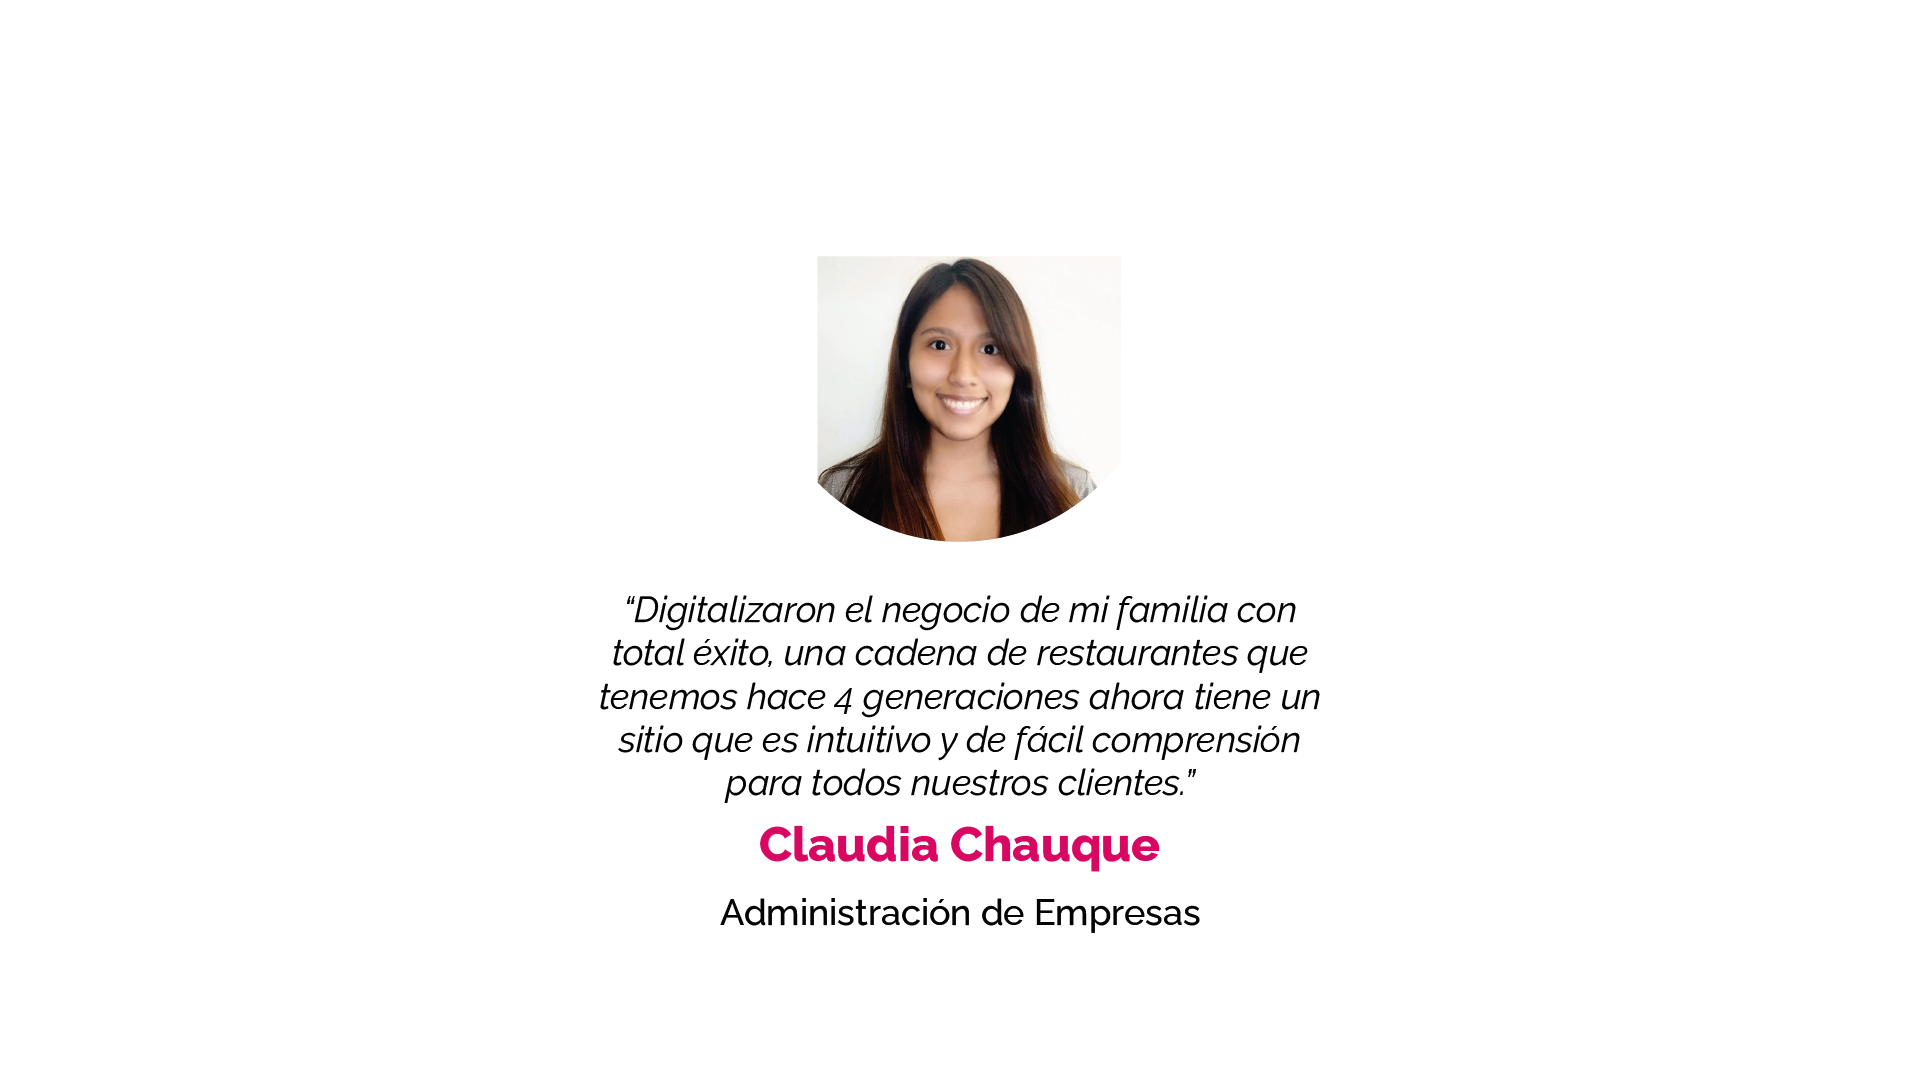 “Digitalizaron el negocio de mi familia con
total éxito, una cadena de restaurantes que
tenemos hace 4 generaciones ahora tiene un
sitio que es intuitivo y de fácil comprensión
para todos nuestros clientes.”
Claudia Chauque
Administración de Empresas